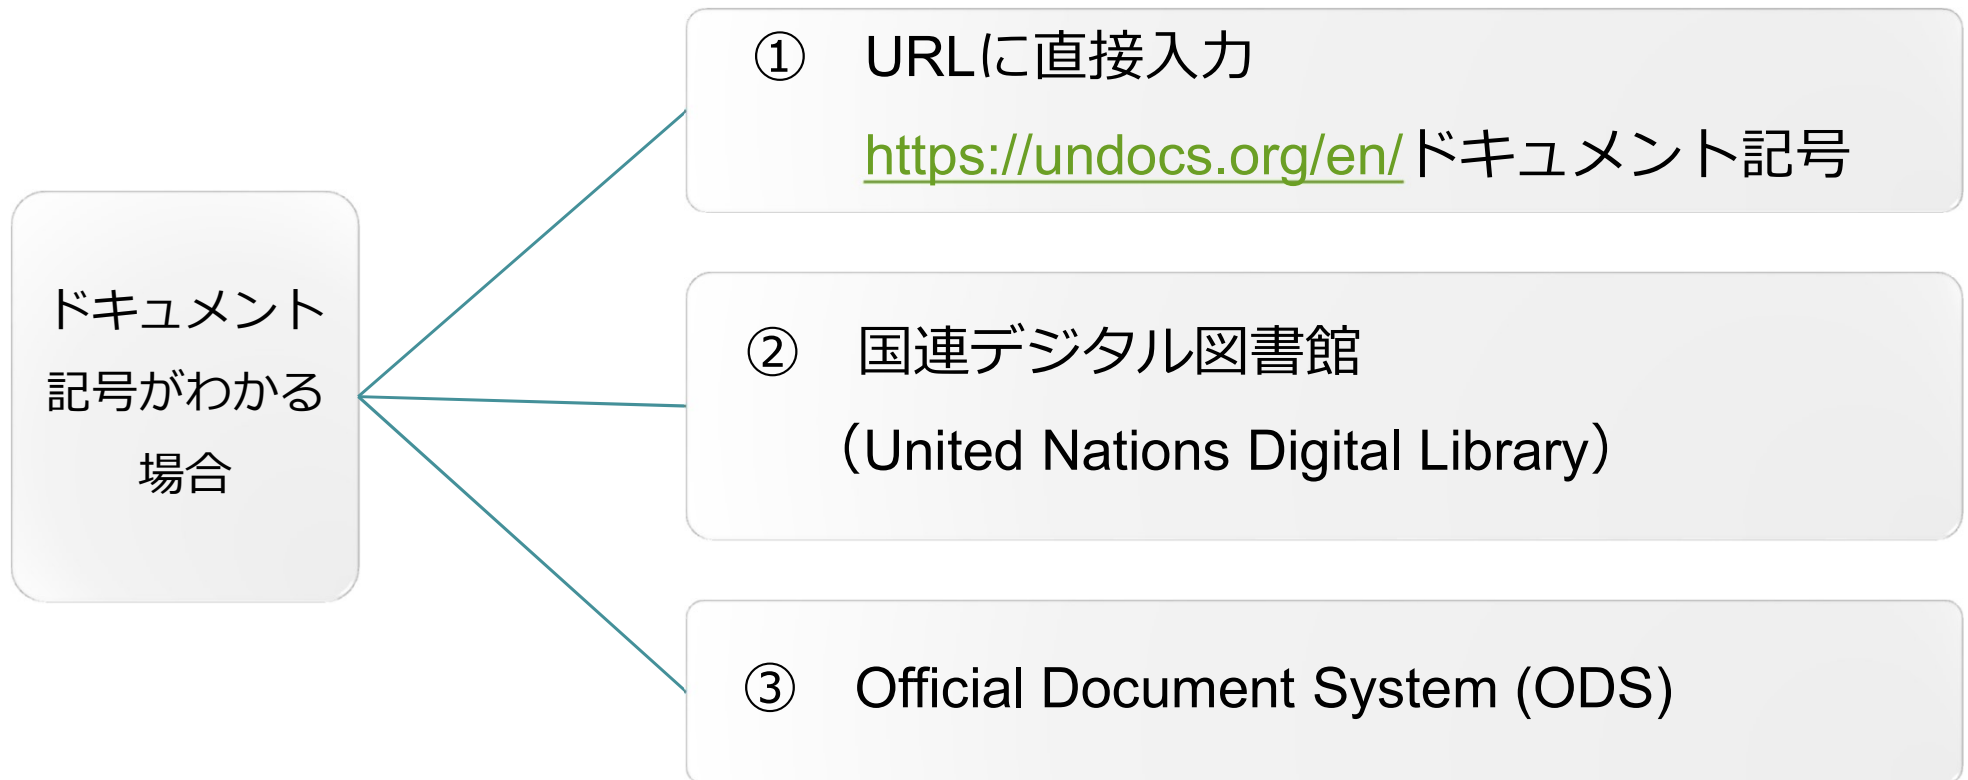 ドキュメント
記号がわかる
場合
① URLに直接入力
https://undocs.org/en/ドキュメント記号
② 国連デジタル図書館
（United Nations Digital Library）
③ Official Document System (ODS)